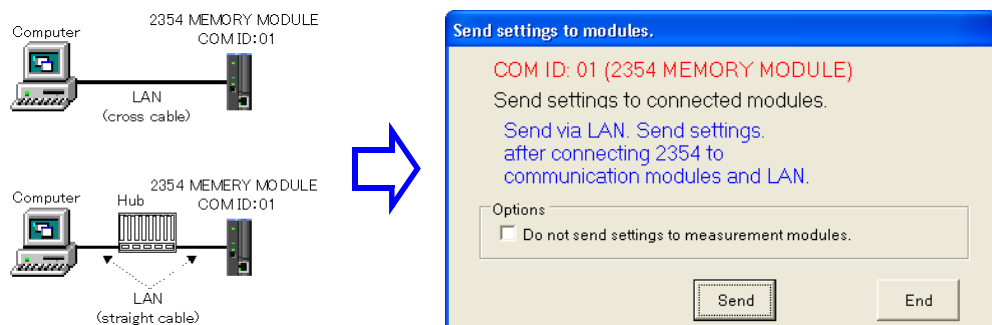 2354 MEMORY MODULE
Computer
COM ID:01
LAN
(cross cable)
2354 MEMERY MODULE
Computer
Hub
COM ID:01
LAN
(straight cable)
Send settings to modules.
COM ID: 01 (2354 MEMORY MODULE)
Send settings to connected modules.
Send via LAN. Send settings.
after connecting 2354 to
communication modules and LAN.
Options
Do not send settings to measurement modules.
Send
End